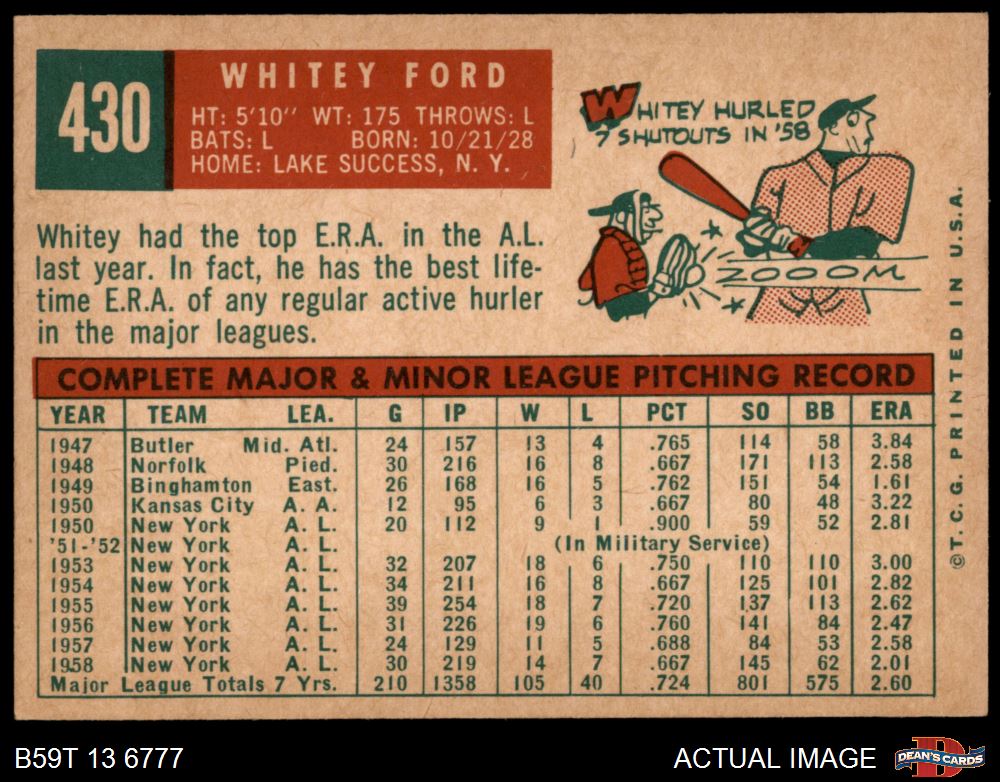 430
WHITEY FORD
HT: 5'10" WT: 175 THROWS: L
BATS: L BORN: 10/21/28
HOME: LAKE SUCCESS, N. Y.
WHITEY HURLED
7 SHUTOUTS IN '58
ZOOOOM
Whitey had the top E.R.A. in the A.L.
last year. In fact, he has the best life-
time E.R.A. of any regular active hurler
in the major leagues.
COMPLETE MAJOR & MINOR LEAGUE PITCHING RECORD
YEAR TEAM LEA. G IP W L PCT SO BB ERA
1947 Butler Mid. Atl. 24 157 13 4 .765 114 58 3.84
1948 Norfolk Pied. 30 216 16 8 .667 171 113 2.58
1949 Binghamton East. 26 168 16 5 .762 151 54 1.61
1950 Kansas City A. A. 12 95 6 3 .667 80 48 3.22
1950 New York A. L. 20 112 9 1 .900 59 52 2.81
'51-'52 New York A. L. (In Military Service)
1953 New York A. L. 32 207 18 6 .750 110 110 3.00
1954 New York A. L. 34 211 16 8 .667 125 101 2.82
1955 New York A. L. 39 254 18 7 .720 137 113 2.62
1956 New York A. L. 31 226 19 6 .760 141 84 2.47
1957 New York A. L. 24 129 11 5 .688 84 53 2.58
1958 New York A. L. 30 219 14 7 .667 145 62 2.01
Major League Totals 7 Yrs. 210 1358 105 40 .724 801 575 2.60
©T. C. G. PRINTED IN U.S.A.
B59T 13 6777
ACTUAL IMAGE
D
DEAN'S CARDS